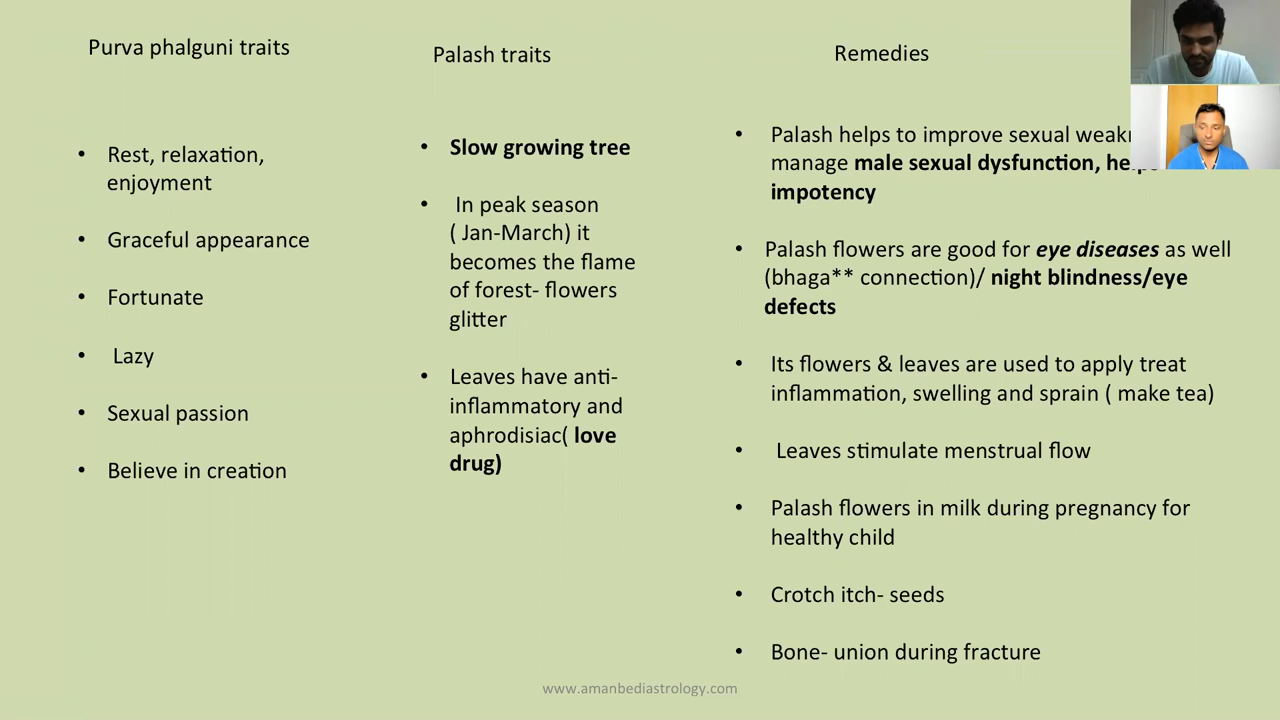 Purva phalguni traits
Rest, relaxation,
enjoyment
Graceful appearance
Fortunate
Lazy
Sexual passion
Believe in creation
Palash traits
Slow growing tree
In peak season
( Jan-March) it
becomes the flame
of forest- flowers
glitter
Leaves have anti-
inflammatory and
aphrodisiac( love
drug)
Remedies
Palash helps to improve sexual
manage male sexual dysfunction,
impotency
Palash flowers are good for eye diseases as well
(bhaga** connection)/ night blindness/eye
defects
Its flowers & leaves are used to apply treat
inflammation, swelling and sprain ( make tea)
Leaves stimulate menstrual flow
Palash flowers in milk during pregnancy for
healthy child
Crotch itch- seeds
Bone- union during fracture
www.amanbediastrology.com